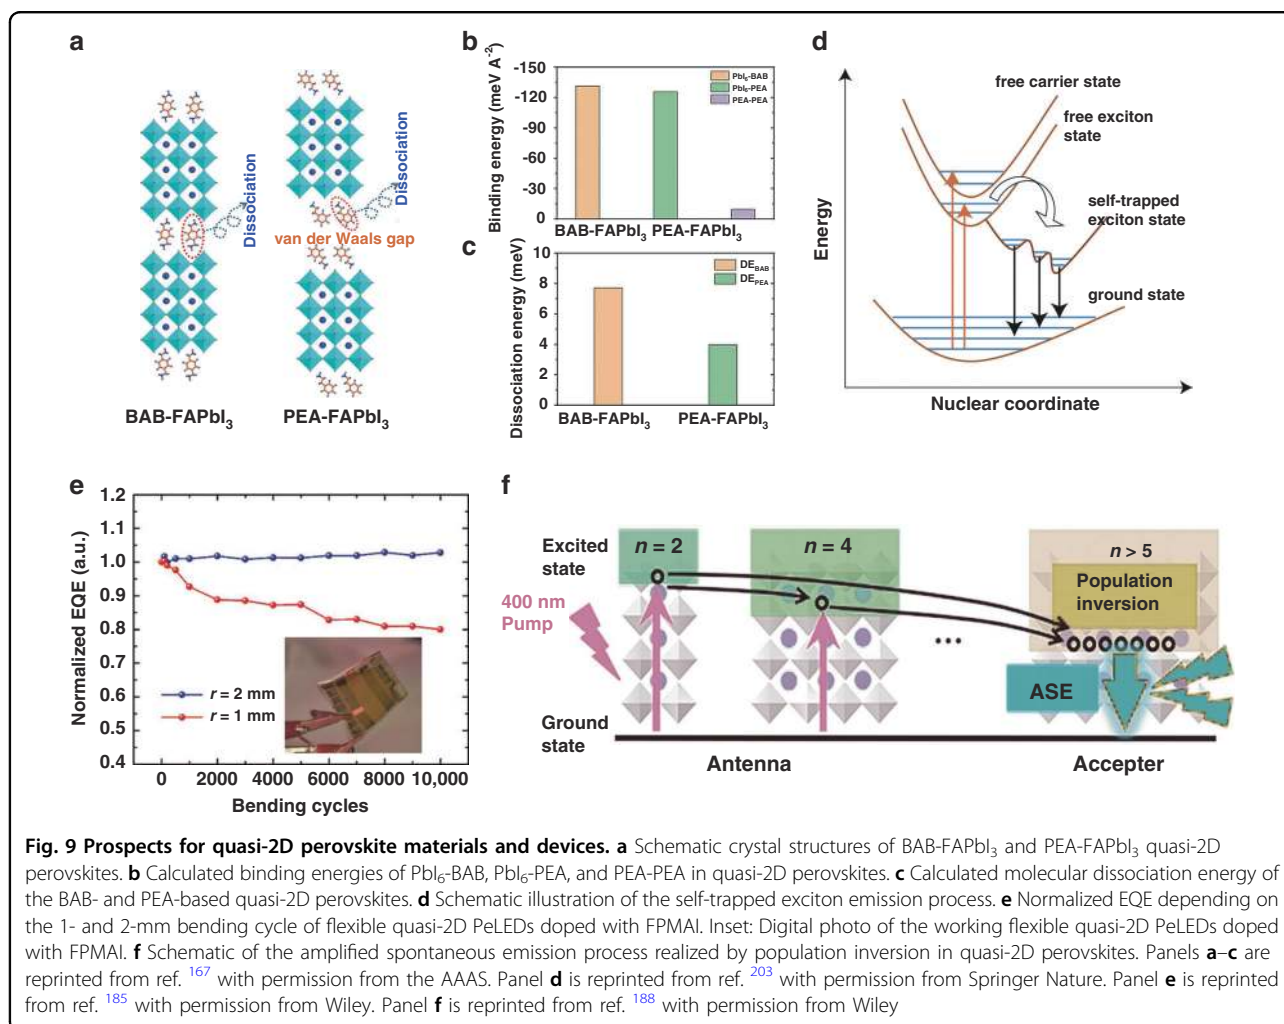 a
Dissociation
Dissociation
van der Waals gap
BAB-FAPbI3
PEA-FAPbI3
b
Binding energy (meV A-2)
-150
-120
-90
-60
-30
0
PbI6-BAB
PbI6-PEA
PEA-PEA
BAB-FAPbI3 PEA-FAPbI3
c
Dissociation energy (meV)
10
8
6
4
2
0
DEBAB
DEPEA
BAB-FAPbI3
PEA-FAPbI3
d
Energy
free carrier state
free exciton
state
self-trapped
exciton state
ground state
Nuclear coordinate
e
Normalized EQE (a.u.)
1.2
1.1
1.0
0.9
0.8
0.7
0.6
0.5
0.4
r = 2 mm
r = 1 mm
0 2000 4000 6000 8000 10,000
Bending cycles
f
Excited
state
n = 2
n = 4
n > 5
Population
inversion
400 nm
Pump
...
ASE
Ground
state
Antenna
Accepter
Fig. 9 Prospects for quasi-2D perovskite materials and devices. a Schematic crystal structures of BAB-FAPbI3 and PEA-FAPbI3 quasi-2D
perovskites. b Calculated binding energies of PbI6-BAB, PbI6-PEA, and PEA-PEA in quasi-2D perovskites. c Calculated molecular dissociation energy of
the BAB- and PEA-based quasi-2D perovskites. d Schematic illustration of the self-trapped exciton emission process. e Normalized EQE depending on
the 1- and 2-mm bending cycle of flexible quasi-2D PeLEDs doped with FPMAI. Inset: Digital photo of the working flexible quasi-2D PeLEDs doped
with FPMAI. f Schematic of the amplified spontaneous emission process realized by population inversion in quasi-2D perovskites. Panels a–c are
reprinted from ref. 167 with permission from the AAAS. Panel d is reprinted from ref. 203 with permission from Springer Nature. Panel e is reprinted
from ref. 185 with permission from Wiley. Panel f is reprinted from ref. 188 with permission from Wiley